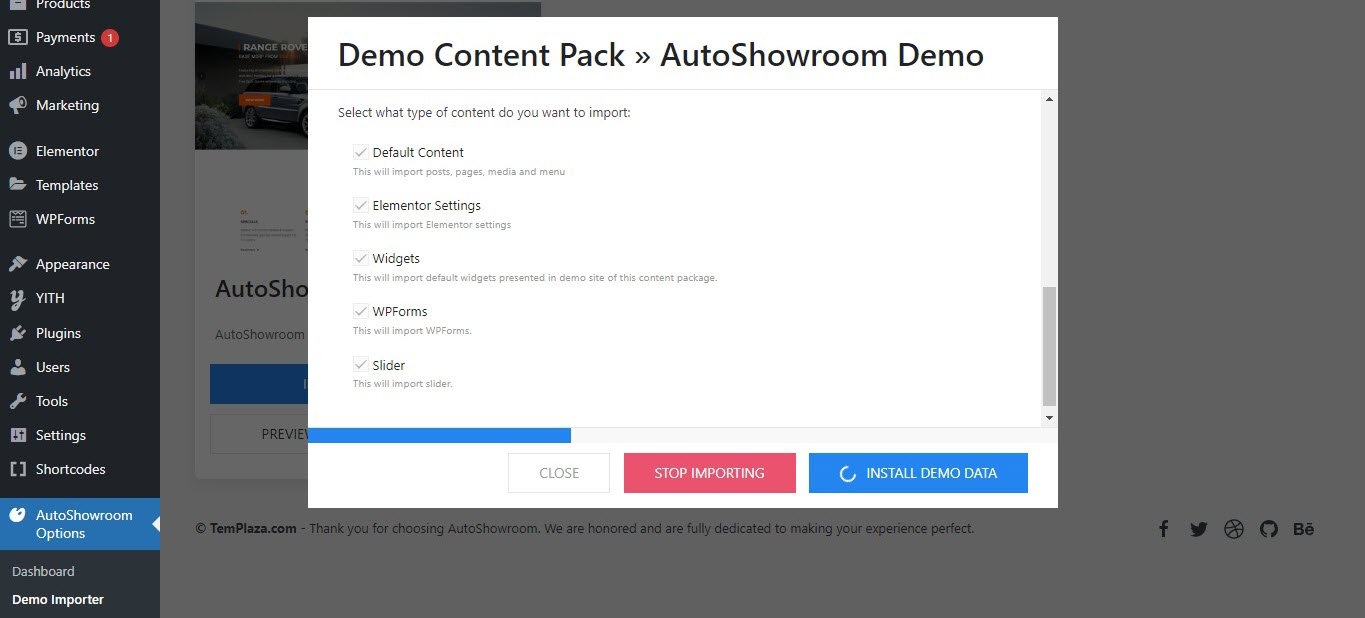 Products
Payments 1
Analytics
Marketing
Elementor
Templates
WPForms
Appearance
YITH
Plugins
Users
Tools
Settings
Shortcodes
AutoShowroom
Options
Dashboard
Demo Importer
RANGE ROVE
AutoSho
AutoShowroom
PREVIEW
Demo Content Pack » AutoShowroom Demo
Select what type of content do you want to import:
Default Content
This will import posts, pages, media and menu
Elementor Settings
This will import Elementor settings
Widgets
This will import default widgets presented in demo site of this content package.
WPForms
This will import WPForms.
Slider
This will import slider.
CLOSE
STOP IMPORTING
INSTALL DEMO DATA
© TemPlaza.com - Thank you for choosing AutoShowroom. We are honored and are fully dedicated to making your experience perfect.
Bē